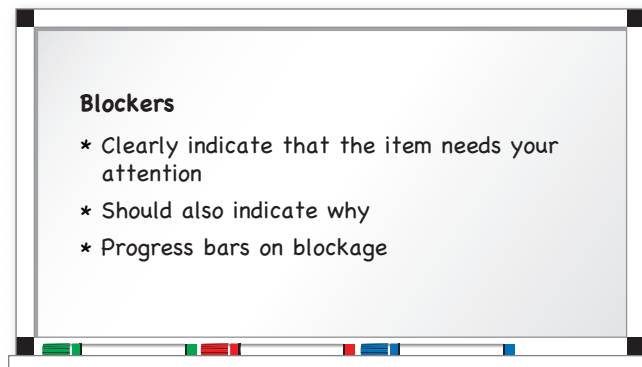 Blockers
* Clearly indicate that the item needs your
attention
* Should also indicate why
* Progress bars on blockage